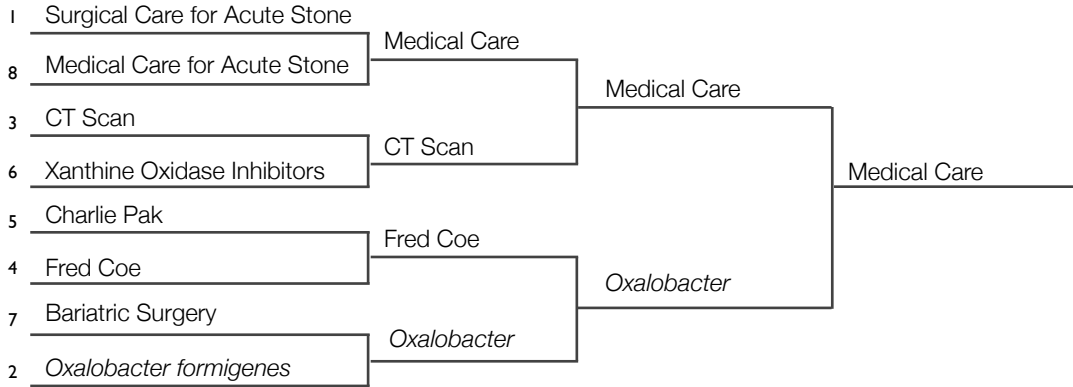 1 Surgical Care for Acute Stone
Medical Care
8 Medical Care for Acute Stone
Medical Care
3 CT Scan
CT Scan
6 Xanthine Oxidase Inhibitors
Medical Care
5 Charlie Pak
Fred Coe
4 Fred Coe
Oxalobacter
7 Bariatric Surgery
Oxalobacter
2 Oxalobacter formigenes